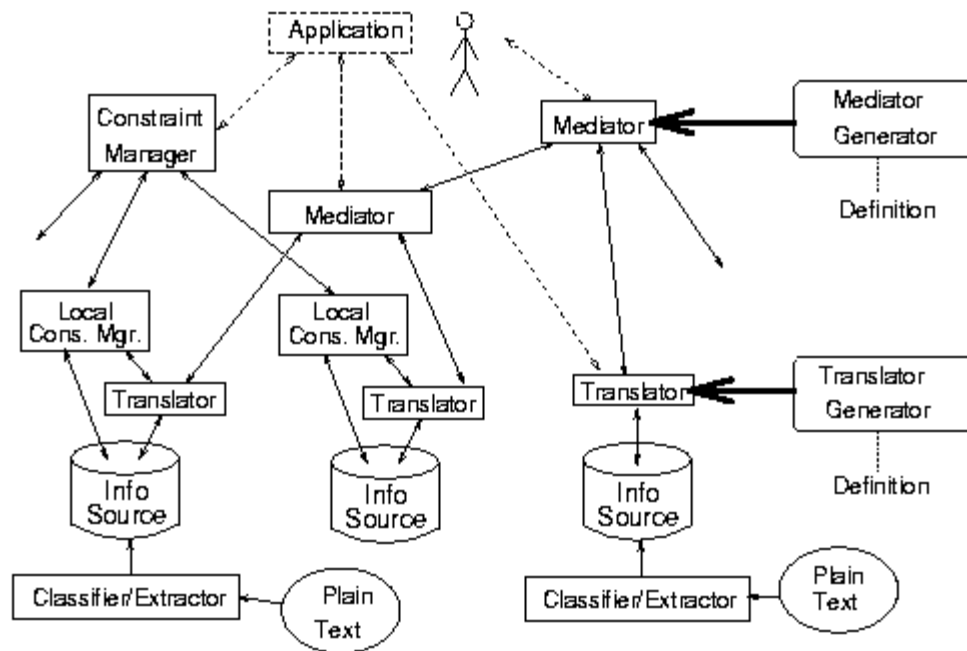 Application
Constraint
Manager
Mediator
Mediator
Generator
Definition
Mediator
Local
Cons. Mgr.
Local
Cons. Mgr.
Translator
Translator
Translator
Translator
Generator
Definition
Info
Source
Info
Source
Info
Source
Classifier/Extractor
Plain
Text
Classifier/Extractor
Plain
Text